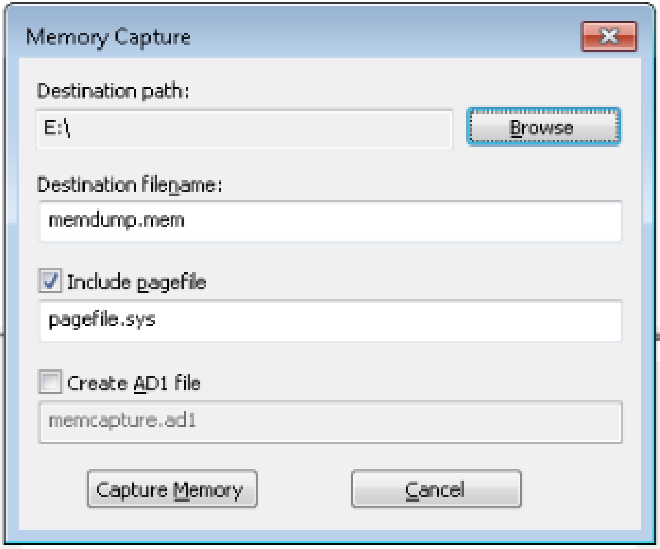 Memory Capture
Destination path:
E:\
Browse
Destination filename:
memdump.mem
Include pagefile
pagefile.sys
Create AD1 file
memcapture.ad1
Capture Memory
Cancel